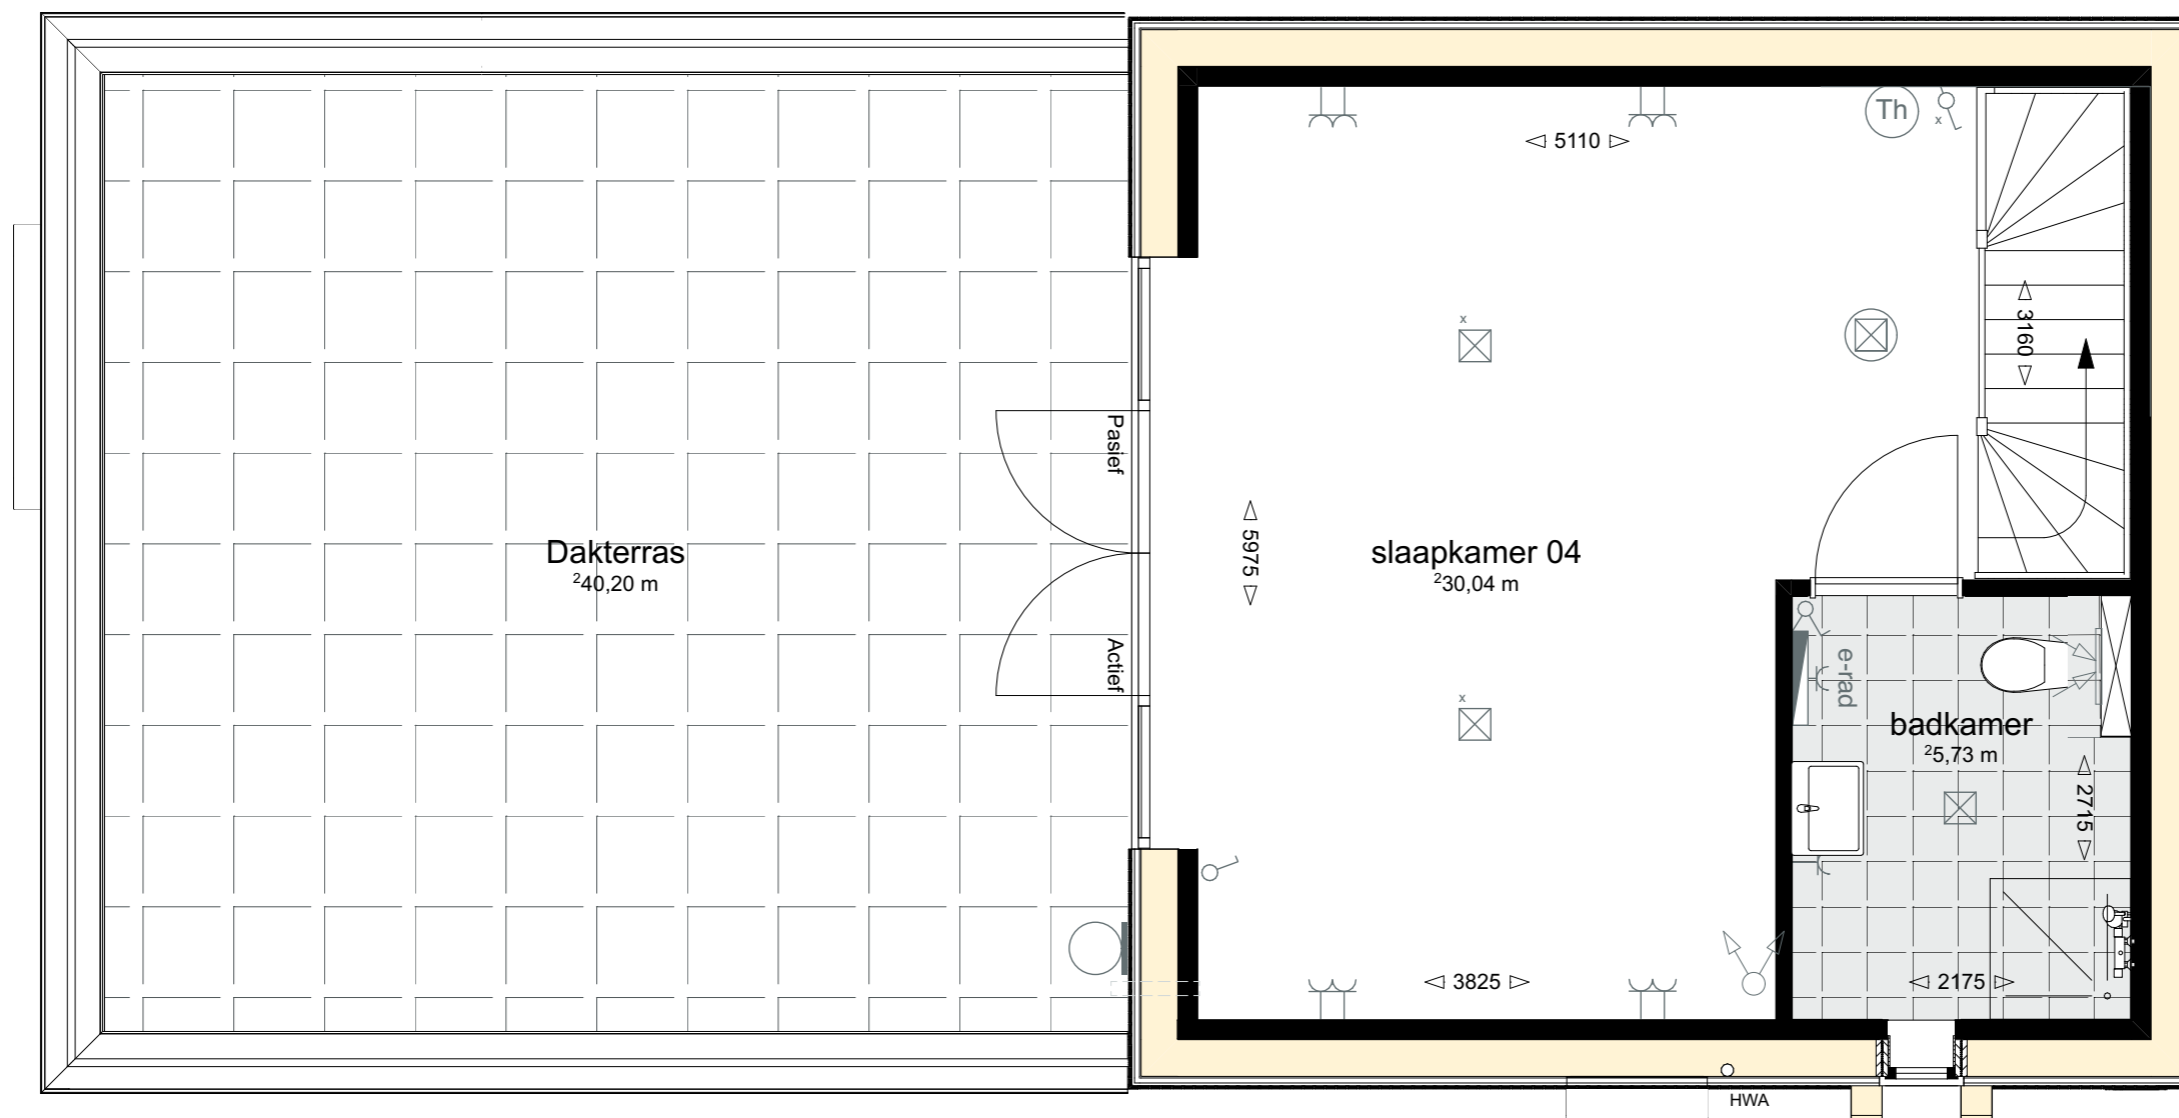 Th
x
5110
3160
x
Pasief
5975
Dakterras
²40,20 m
slaapkamer 04
²30,04 m
Actief
e-rad
x
badkamer
²5,73 m
2715
3825
2175
HWA